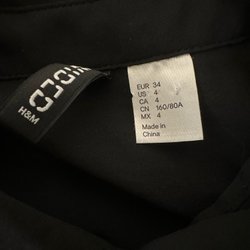 H&M
EUR 34
US 4
CA 4
CN 160/80A
MX 4
Made in
China